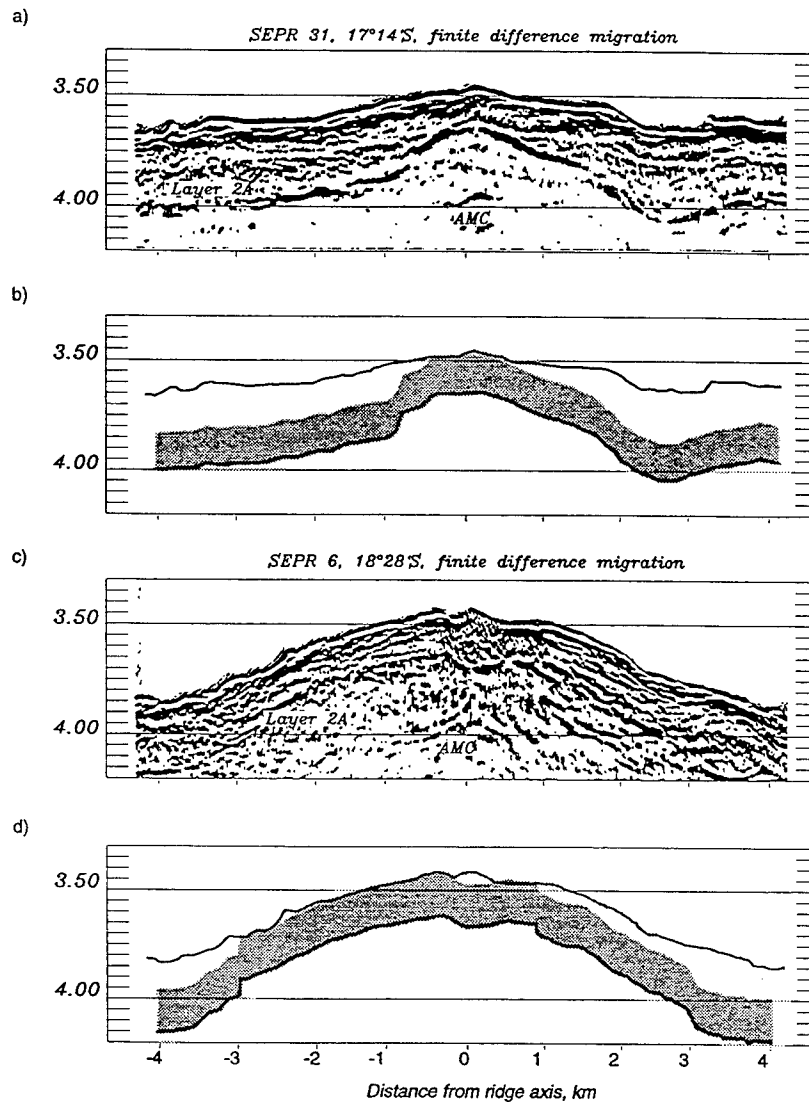 a)
SEPR 31, 17°14'S, finite difference migration
3.50
Layer 2A
4.00
AMC
b)
3.50
4.00
c)
SEPR 6, 18°28'S, finite difference migration
3.50
Layer 2A
4.00
AMC
d)
3.50
4.00
-4 -3 -2 -1 0 1 2 3 4
Distance from ridge axis, km